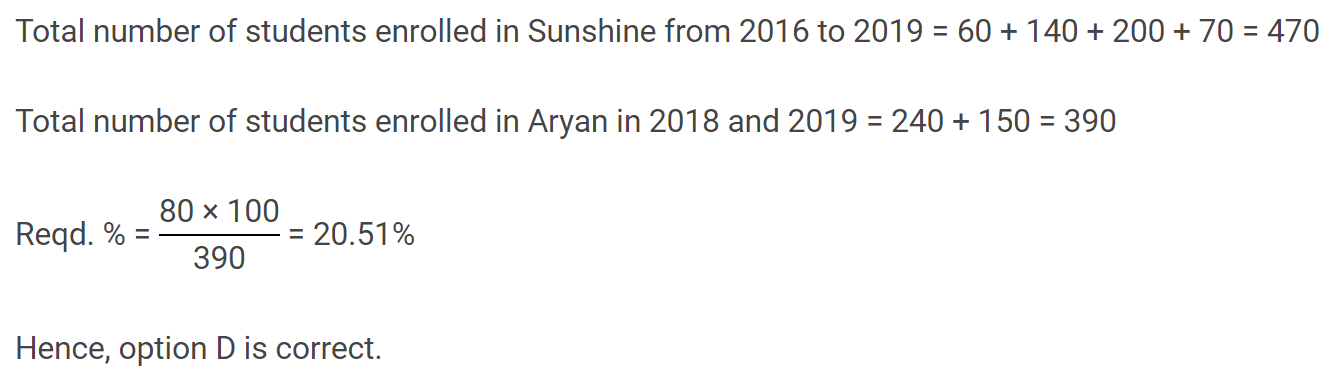 Total number of students enrolled in Sunshine from 2016 to 2019 = 60 + 140 + 200 + 70 = 470
Total number of students enrolled in Aryan in 2018 and 2019 = 240 + 150 = 390
Reqd. % = 80 × 100 / 390 = 20.51%
Hence, option D is correct.